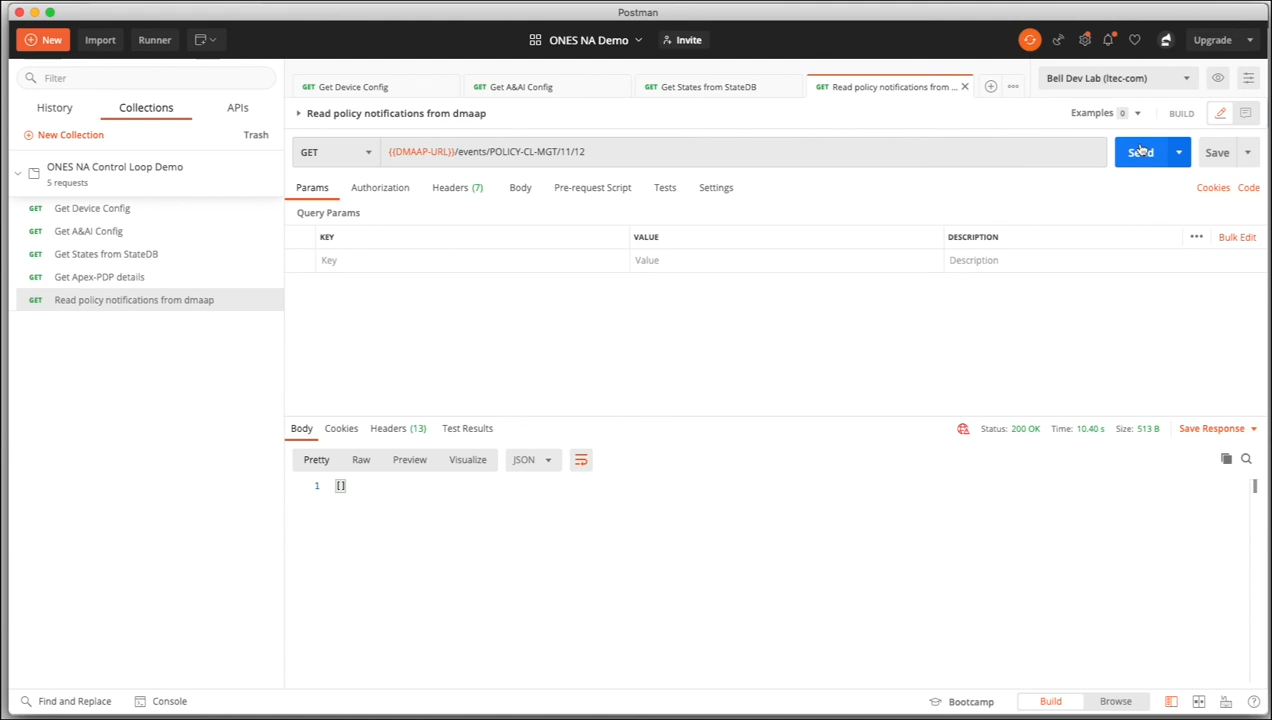 Postman
New Import Runner ONES NA Demo Invite Upgrade
Filter
History Collections APIs
New Collection Trash
ONES NA Control Loop Demo
5 requests
GET Get Device Config
GET Get A&AI Config
GET Get States from StateDB
GET Get Apex-PDP details
GET Read policy notifications from dmaap
GET Get Device Config GET Get A&AI Config GET Get States from StateDB GET Read policy notifications from ... Bell Dev Lab (ltec-com)
Read policy notifications from dmaap Examples 0 BUILD
GET {{DMAAP-URL}}/events/POLICY-CL-MGT/11/12 Send Save
Params Authorization Headers (7) Body Pre-request Script Tests Settings Cookies Code
Query Params
KEY VALUE DESCRIPTION Bulk Edit
Key Value Description
Body Cookies Headers (13) Test Results Status: 200 OK Time: 10.40 s Size: 513 B Save Response
Pretty Raw Preview Visualize JSON
1 []
Find and Replace Console Bootcamp Build Browse